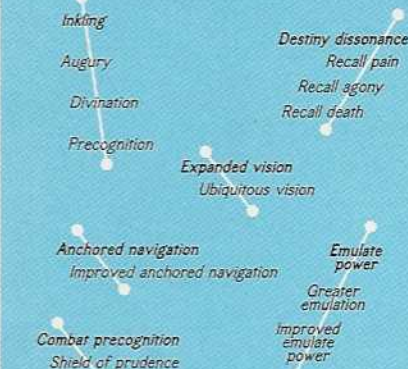 Inkling
Augury
Divination
Precognition
Destiny dissonance
Recall pain
Recall agony
Recall death
Expanded vision
Ubiquitous vision
Anchored navigation
Improved anchored navigation
Emulate
power
Greater
emulation
Improved
emulate
power
Combat precognition
Shield of prudence